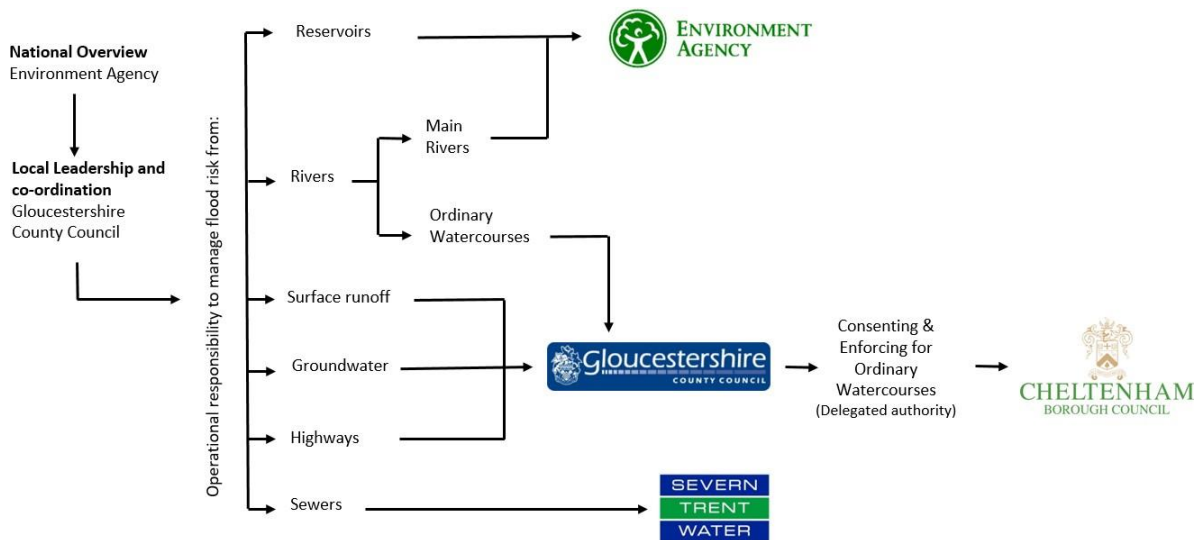 National Overview
Environment Agency
Local Leadership and
co-ordination
Gloucestershire
County Council
Operational responsibility to manage flood risk from:
Reservoirs
ENVIRONMENT
AGENCY
Rivers
Main
Rivers
Ordinary
Watercourses
Surface runoff
Groundwater
Highways
Gloucestershire
COUNTY COUNCIL
Consenting &
Enforcing for
Ordinary
Watercourses
(Delegated authority)
CHELTENHAM
BOROUGH COUNCIL
Sewers
SEVERN
TRENT
WATER